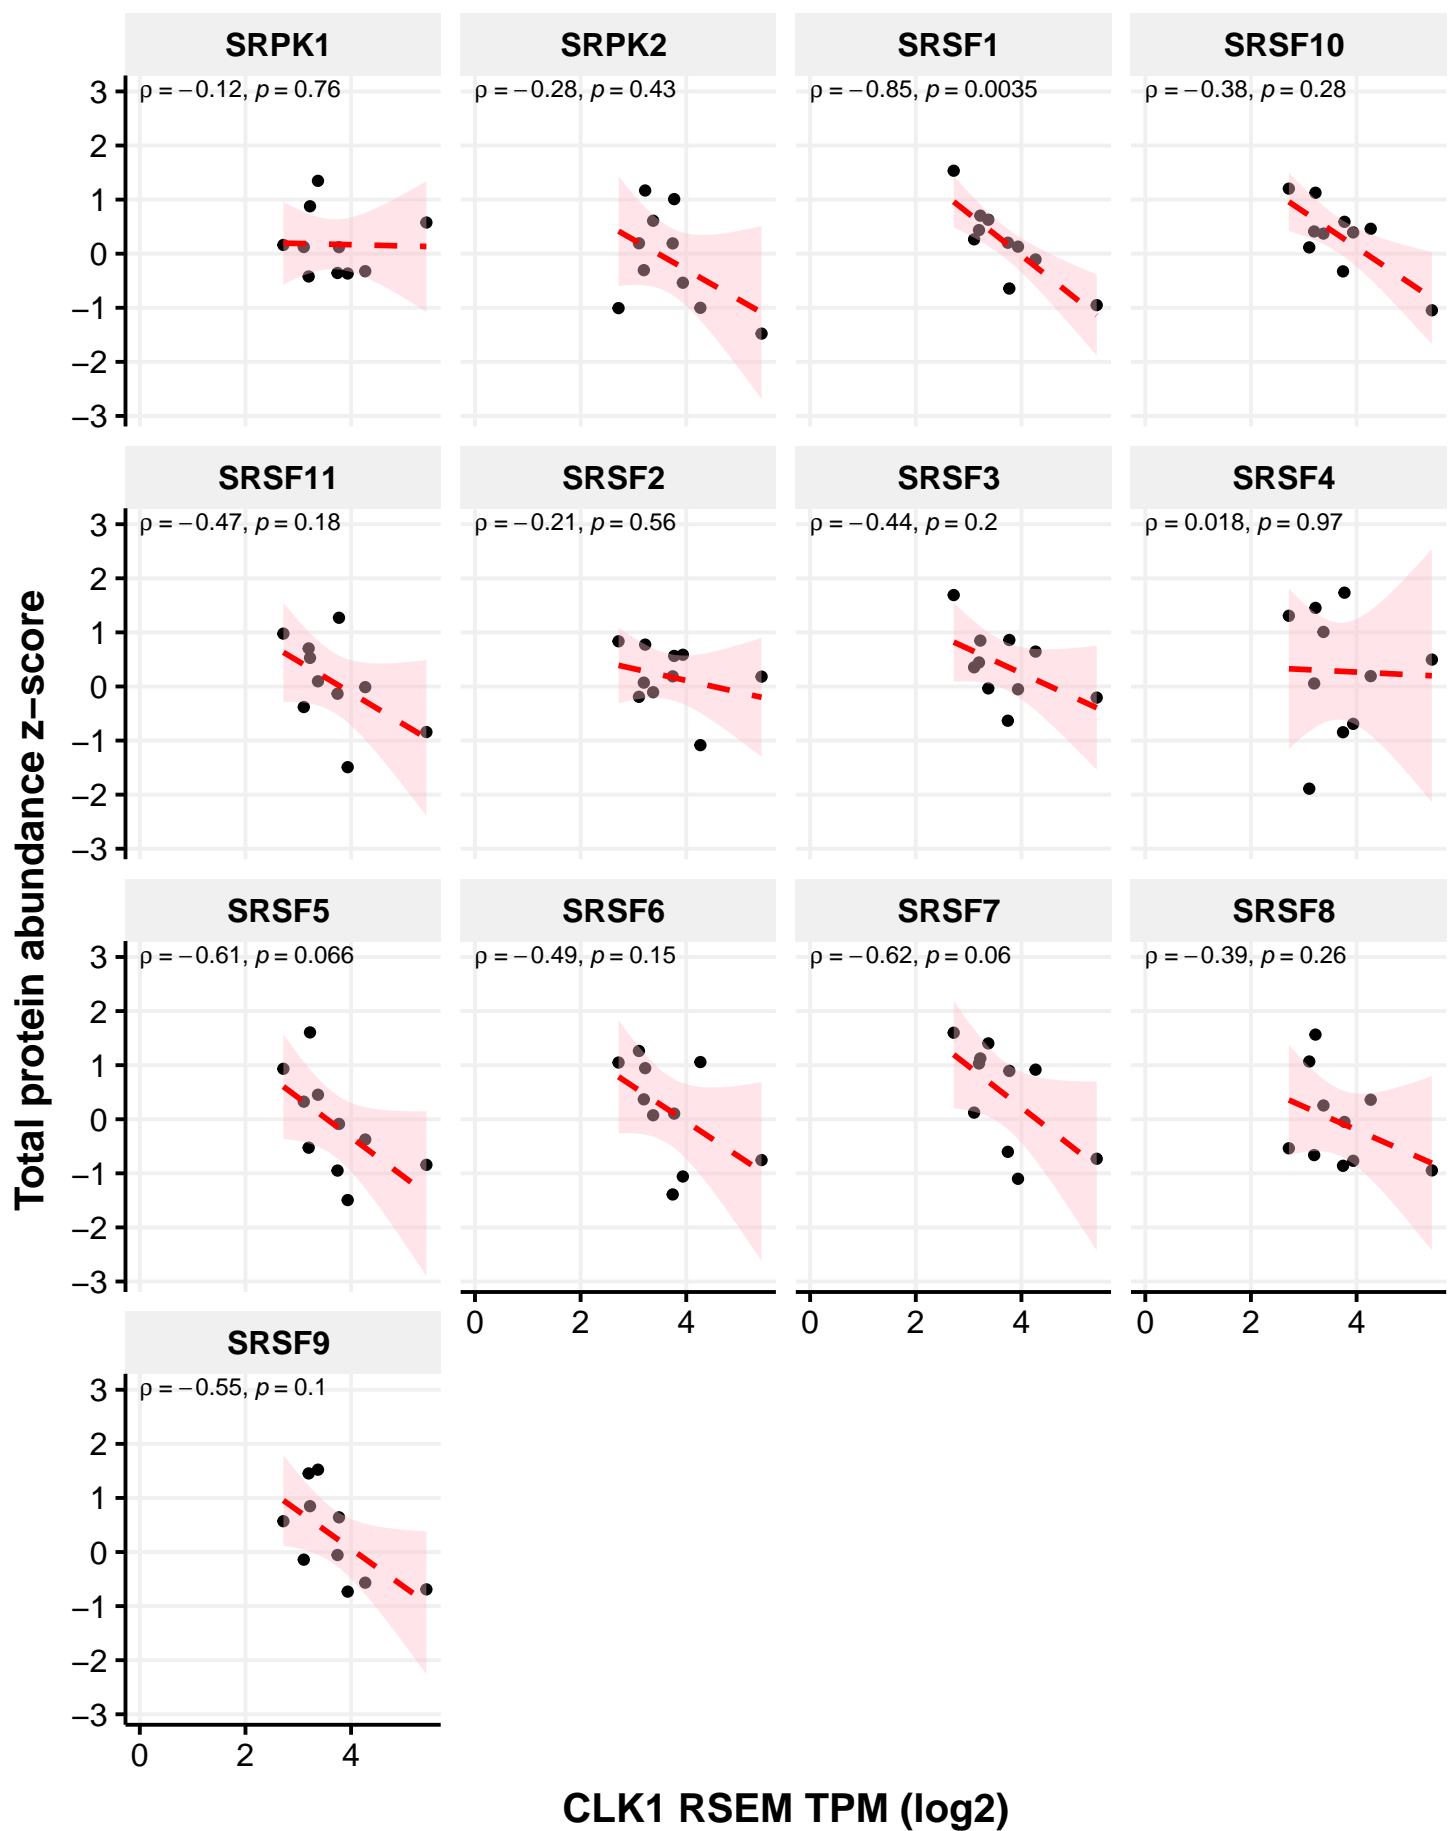 SRPK1 SRPK2 SRSF1 SRSF10
ρ = −0.12, p = 0.76 ρ = −0.28, p = 0.43 ρ = −0.85, p = 0.0035 ρ = −0.38, p = 0.28
3
2
1
0
−1
−2
−3
SRSF11 SRSF2 SRSF3 SRSF4
ρ = −0.47, p = 0.18 ρ = −0.21, p = 0.56 ρ = −0.44, p = 0.2 ρ = 0.018, p = 0.97
3
2
1
0
−1
−2
−3
Total protein abundance z−score
SRSF5 SRSF6 SRSF7 SRSF8
ρ = −0.61, p = 0.066 ρ = −0.49, p = 0.15 ρ = −0.62, p = 0.06 ρ = −0.39, p = 0.26
3
2
1
0
−1
−2
−3
0 2 4 0 2 4 0 2 4
SRSF9
ρ = −0.55, p = 0.1
3
2
1
0
−1
−2
−3
0 2 4
CLK1 RSEM TPM (log2)